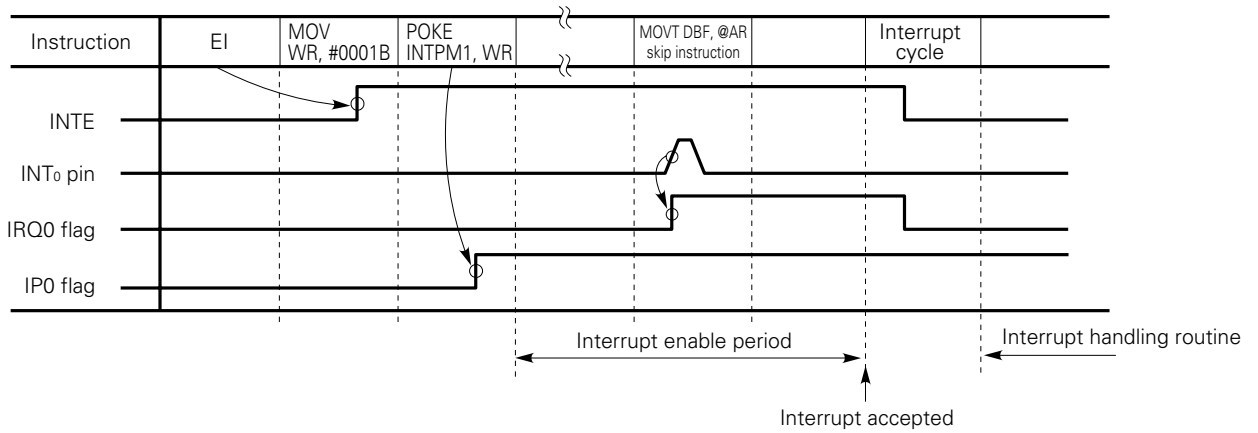 Instruction
EI
MOV
WR, #0001B
POKE
INTPM1, WR
MOVT DBF, @AR
skip instruction
Interrupt
cycle
INTE
INT0 pin
IRQ0 flag
IP0 flag
Interrupt enable period
Interrupt handling routine
Interrupt accepted